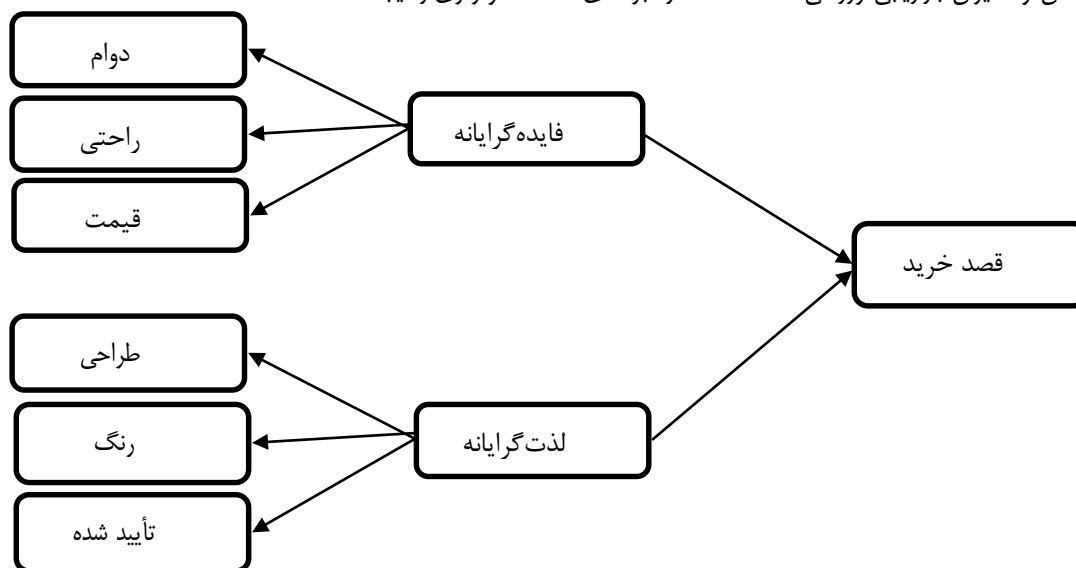 دوام
راحتی
قیمت
فایده‌گرایانه
قصد خرید
طراحی
رنگ
تأیید شده
لذت‌گرایانه